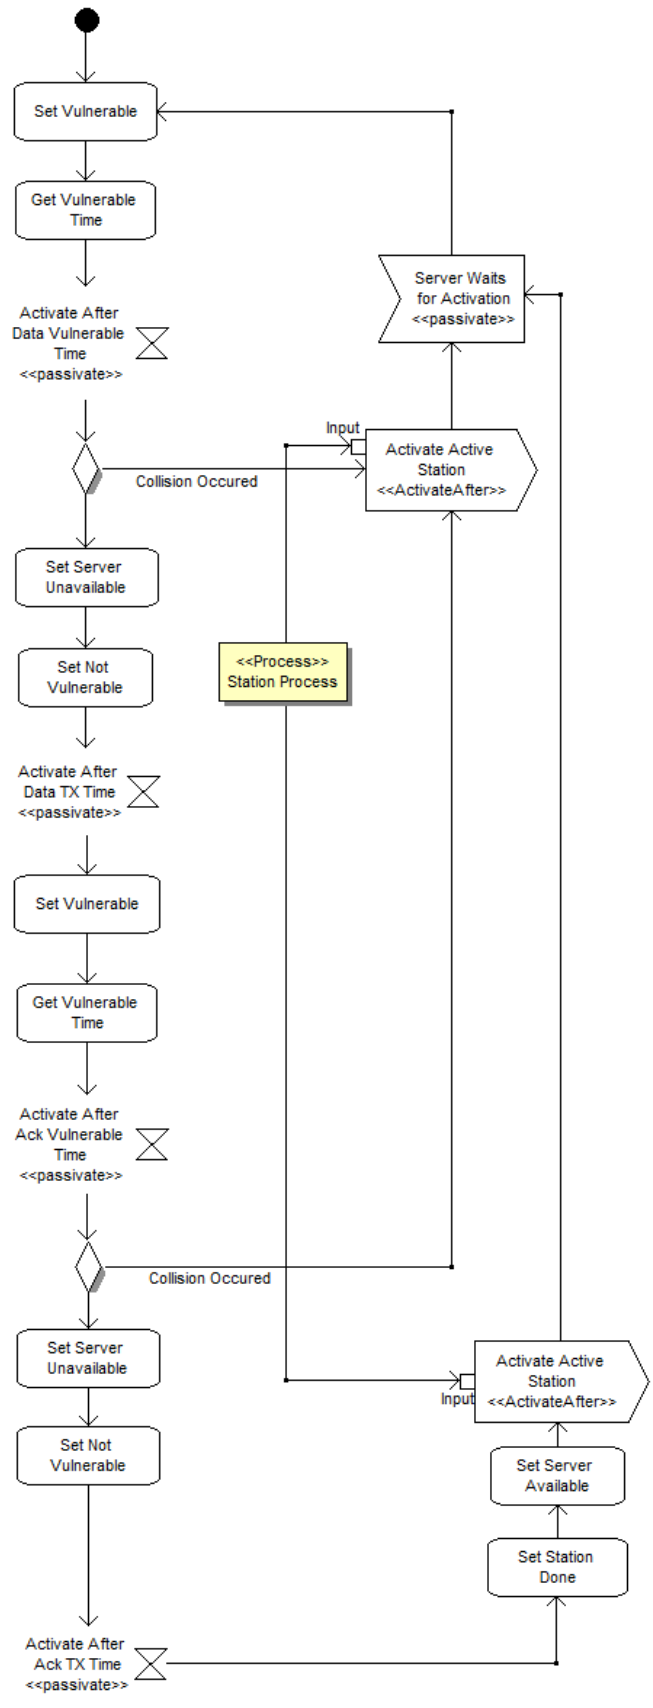 Set Vulnerable
Get Vulnerable
Time
Server Waits
for Activation
<<passivate>>
Activate After
Data Vulnerable
Time
<<passivate>>
Input
Activate Active
Station
<<ActivateAfter>>
Collision Occured
Set Server
Unavailable
<<Process>>
Station Process
Set Not
Vulnerable
Activate After
Data TX Time
<<passivate>>
Set Vulnerable
Get Vulnerable
Time
Activate After
Ack Vulnerable
Time
<<passivate>>
Collision Occured
Set Server
Unavailable
Activate Active
Station
<<ActivateAfter>>
Input
Set Not
Vulnerable
Set Server
Available
Set Station
Done
Activate After
Ack TX Time
<<passivate>>